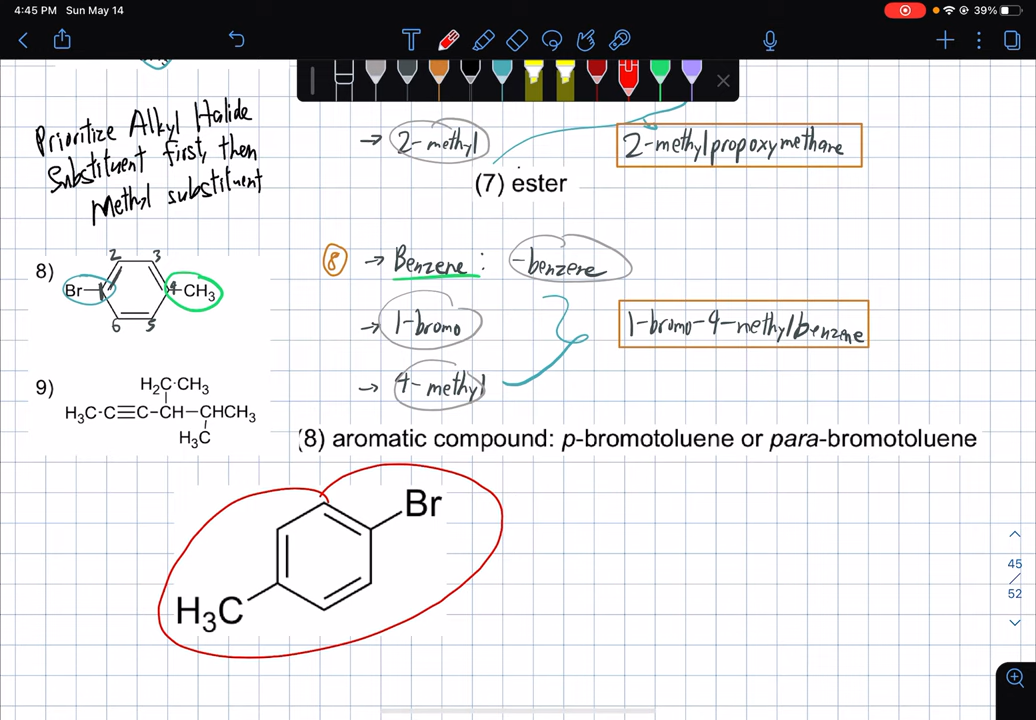 4:45 PM Sun May 14
39%
T
Prioritize Alkyl Halide
Substituent first, then
Methyl substituent
→ 2-methyl
2-methylpropoxymethane
(7) ester
8)
Br
CH3
1
2
3
4
5
6
8 → Benzene: -benzene
→ 1-bromo
1-bromo-4-methylbenzene
→ 4-methyl
9)
H2C·CH3
H3C·C≡C-CH-CHCH3
H3C
(8) aromatic compound: p-bromotoluene or para-bromotoluene
Br
H3C
45
/
52